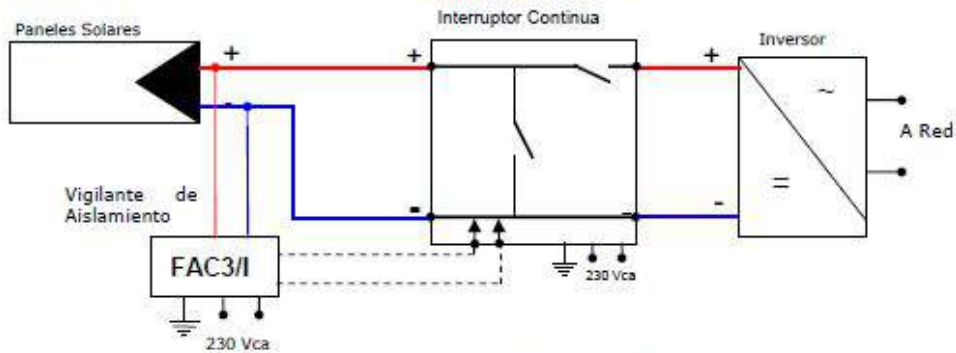 Interruptor Continua
Paneles Solares
Inversor
+
+
+
-
~
A Red
=
Vigilante de
Aislamiento
-
-
-
FAC3/I
230 Vca
230 Vca